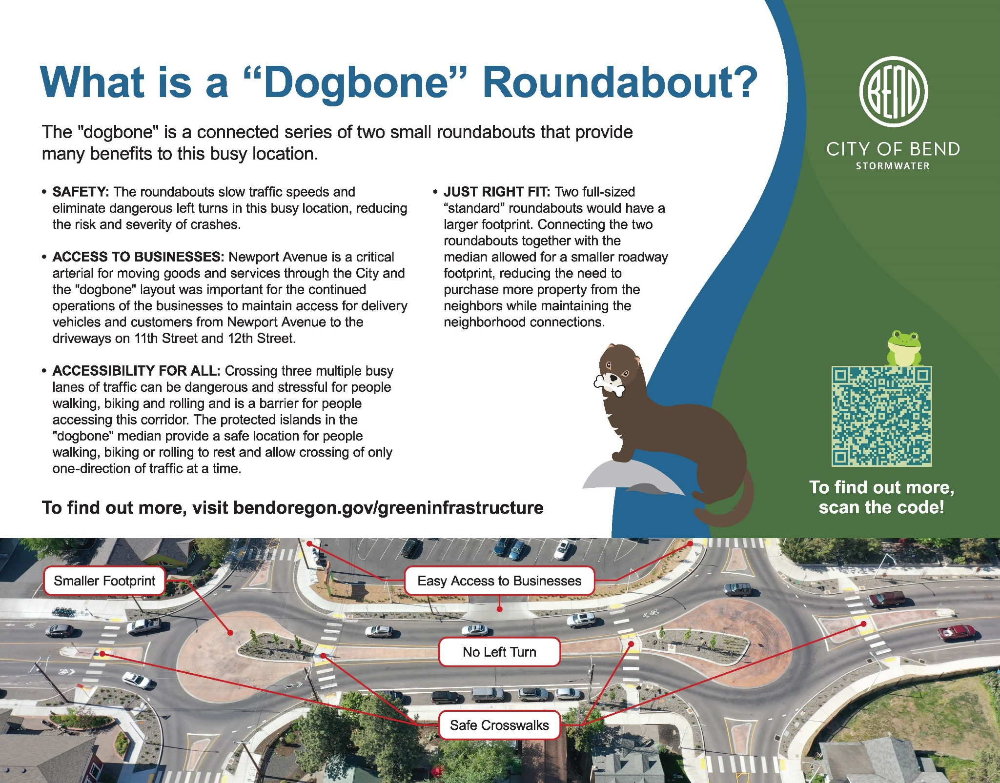 What is a “Dogbone” Roundabout?
The "dogbone" is a connected series of two small roundabouts that provide
many benefits to this busy location.
• SAFETY: The roundabouts slow traffic speeds and
eliminate dangerous left turns in this busy location, reducing
the risk and severity of crashes.
• ACCESS TO BUSINESSES: Newport Avenue is a critical
arterial for moving goods and services through the City and
the "dogbone" layout was important for the continued
operations of the businesses to maintain access for delivery
vehicles and customers from Newport Avenue to the
driveways on 11th Street and 12th Street.
• ACCESSIBILITY FOR ALL: Crossing three multiple busy
lanes of traffic can be dangerous and stressful for people
walking, biking and rolling and is a barrier for people
accessing this corridor. The protected islands in the
"dogbone" median provide a safe location for people
walking, biking or rolling to rest and allow crossing of only
one-direction of traffic at a time.
• JUST RIGHT FIT: Two full-sized
“standard” roundabouts would have a
larger footprint. Connecting the two
roundabouts together with the
median allowed for a smaller roadway
footprint, reducing the need to
purchase more property from the
neighbors while maintaining the
neighborhood connections.
To find out more, visit bendoregon.gov/greeninfrastructure
BEND
CITY OF BEND
STORMWATER
To find out more,
scan the code!
Smaller Footprint
Easy Access to Businesses
No Left Turn
Safe Crosswalks